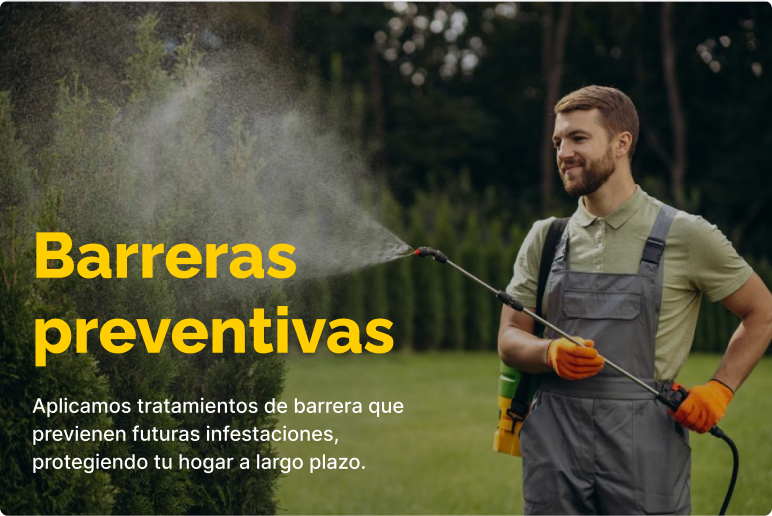 Barreras
preventivas
Aplicamos tratamientos de barrera que
previenen futuras infestaciones,
protegiendo tu hogar a largo plazo.